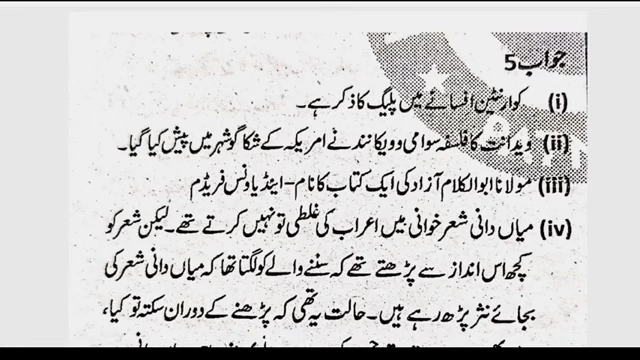 جواب 5
(i) کوارنٹین افسانے میں پلیگ کا ذکر ہے۔
(ii) ویدانت کا فلسفہ سوامی وویکانند نے امریکہ کے شکاگو شہر میں پیش کیا گیا۔
(iii) مولانا ابوالکلام آزاد کی ایک کتاب کا نام – اینڈیا ونس فریڈم
(iv) میاں دانی شعر خوانی میں اعراب کی غلطی تو نہیں کرتے تھے۔ لیکن شعر کو
کچھ اس انداز سے پڑھتے تھے کہ سننے والے کو لگتا تھا کہ میاں دانی شعر کی
بجائے نثر پڑھ رہے ہیں۔ حالت یہ تھی کہ پڑھنے کے دوران سکتہ تو کیا،